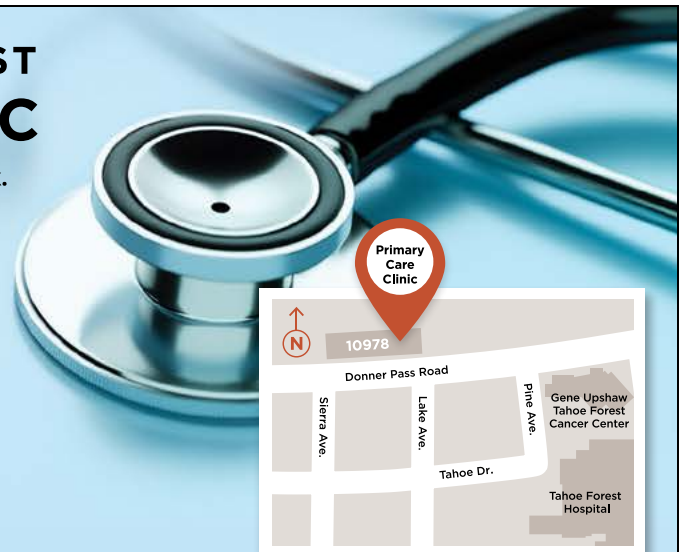 ST
C
Primary
Care
Clinic
N
10978
Donner Pass Road
Sierra Ave.
Lake Ave.
Pine Ave.
Gene Upshaw
Tahoe Forest
Cancer Center
Tahoe Dr.
Tahoe Forest
Hospital